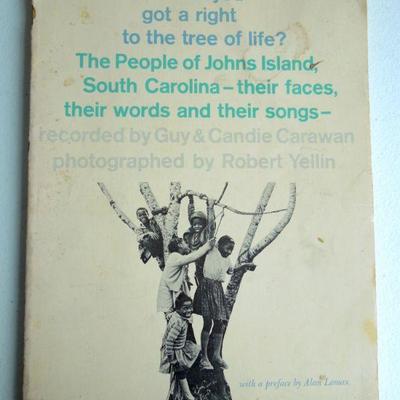 got a right
to the tree of life?
The People of Johns Island,
South Carolina – their faces,
their words and their songs –
recorded by Guy & Candie Carawan
photographed by Robert Yellin
with a preface by Alan Lomax.